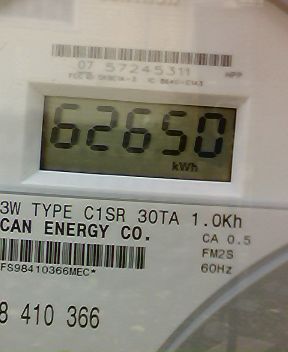 07 57245311 NPP
62650
kWh
3W TYPE C1SR 30TA 1.0Kh
CAN ENERGY CO.
CA 0.5
FM2S
FS98410366MEC*
60Hz
8 410 366